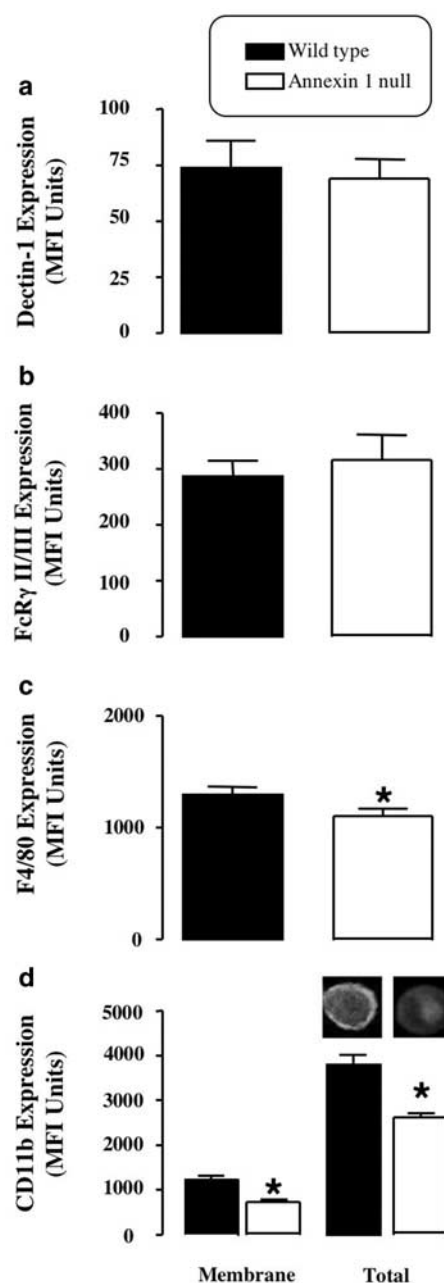 Wild type
Annexin 1 null
a
Dectin-1 Expression
(MFI Units)
100
75
50
25
0
b
FcRγ II/III Expression
(MFI Units)
400
300
200
100
0
c
F4/80 Expression
(MFI Units)
2000
1000
0
*
d
CD11b Expression
(MFI Units)
5000
4000
3000
2000
1000
0
*
*
Membrane
Total